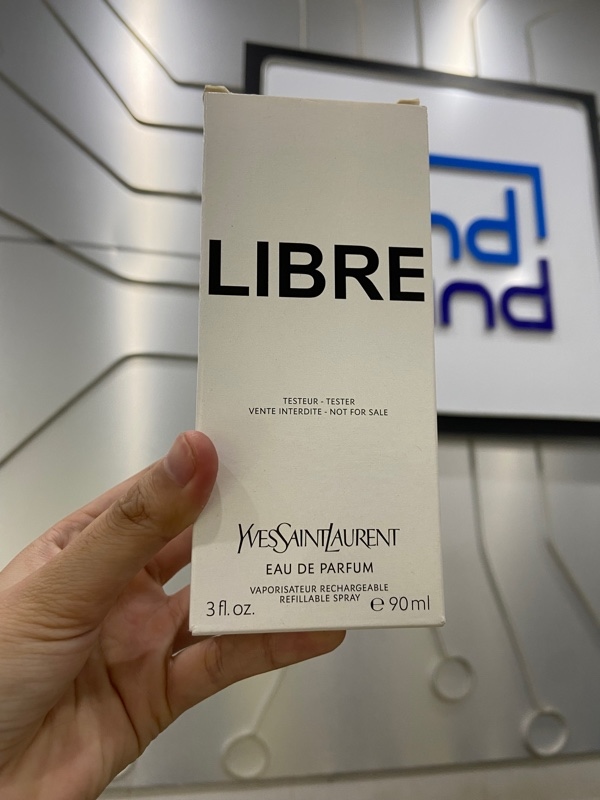 LIBRE
TESTEUR - TESTER
VENTE INTERDITE - NOT FOR SALE
YVESSAINTLAURENT
EAU DE PARFUM
VAPORISATEUR RECHARGEABLE
REFILLABLE SPRAY
3 fl. oz. e 90 ml